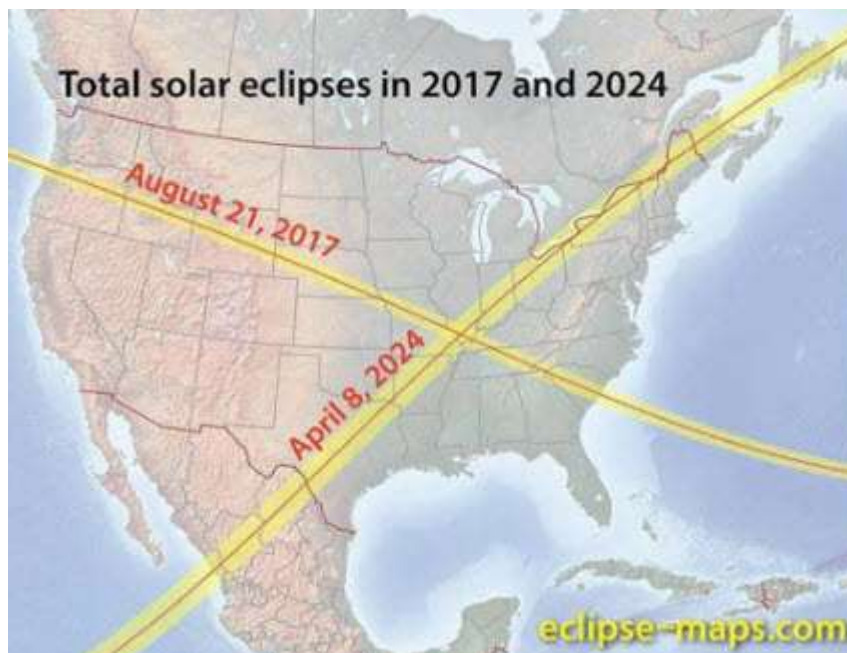 Total solar eclipses in 2017 and 2024
August 21, 2017
April 8, 2024
eclipse-maps.com